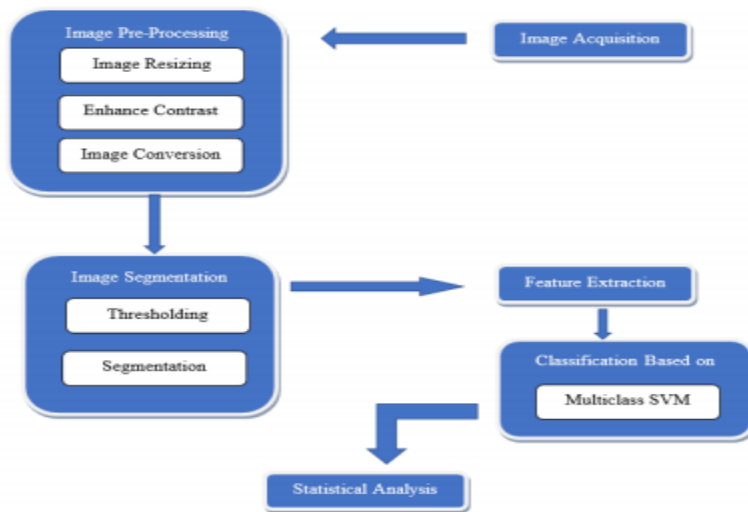 Image Acquisition
Image Pre-Processing
Image Resizing
Enhance Contrast
Image Conversion
Image Segmentation
Thresholding
Segmentation
Feature Extraction
Classification Based on
Multiclass SVM
Statistical Analysis